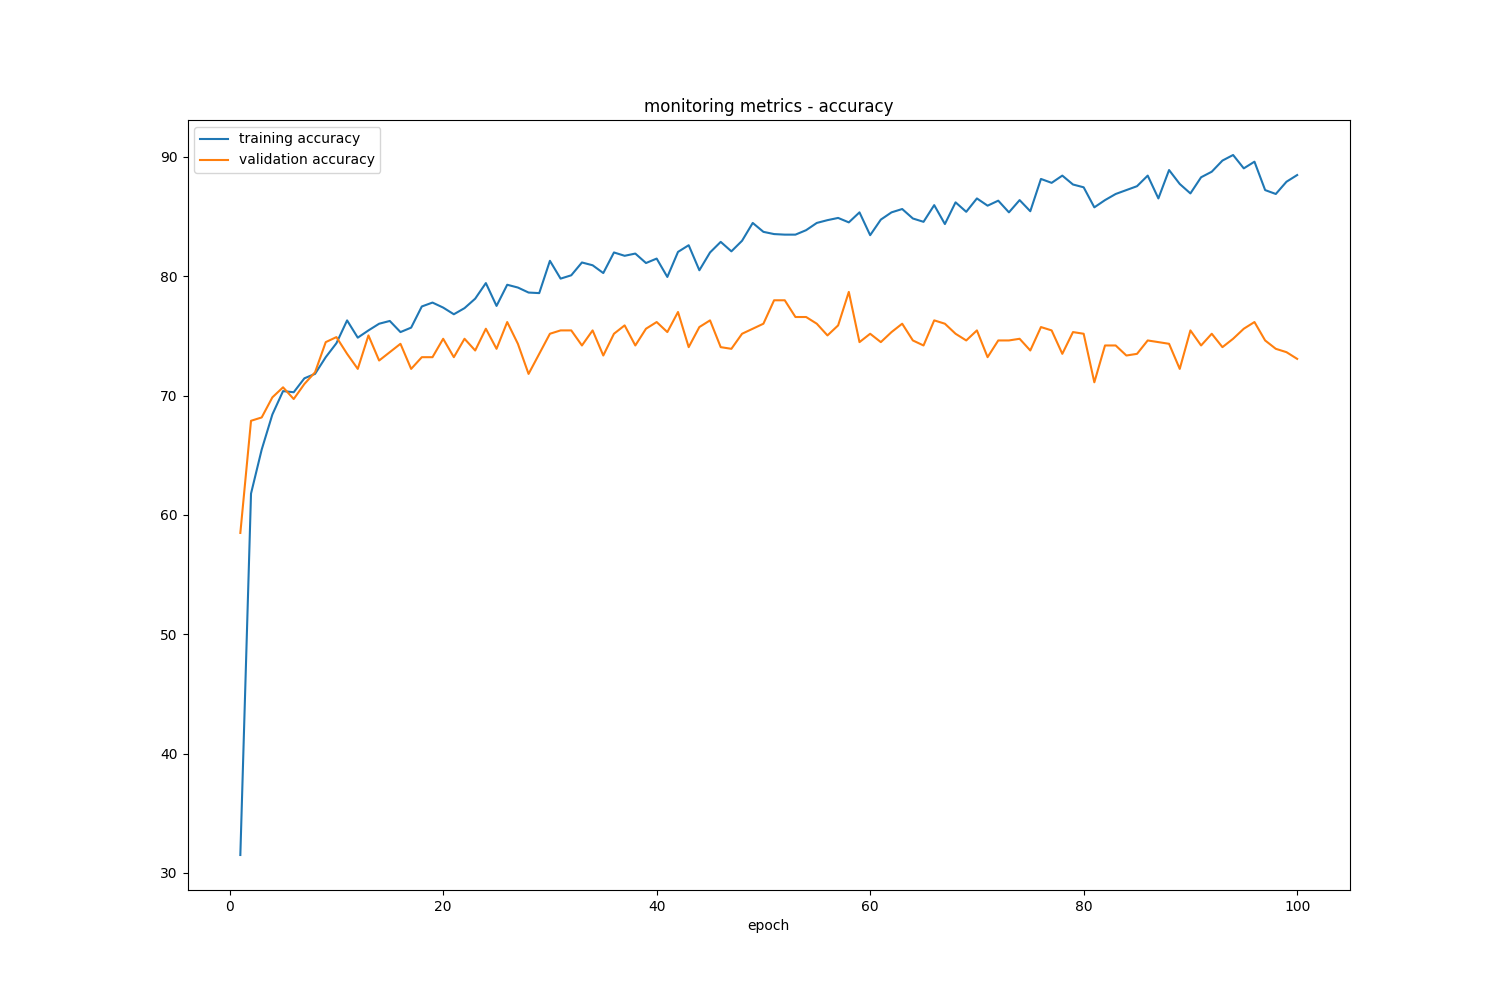 monitoring metrics - accuracy
training accuracy
validation accuracy
90
80
70
60
50
40
30
0 20 40 60 80 100
epoch